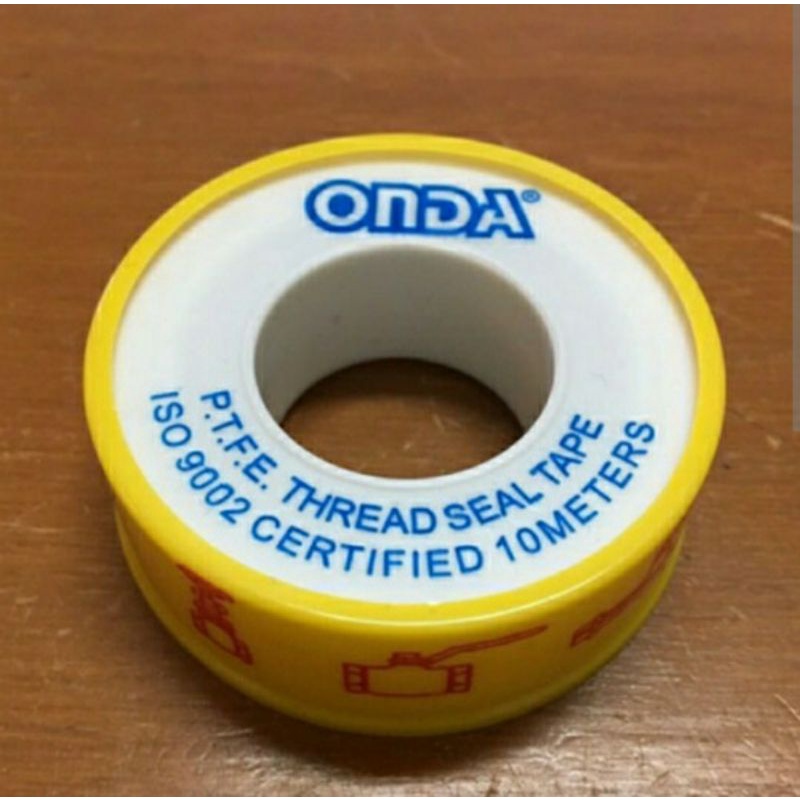 ONDA®
P.T.F.E. THREAD SEAL TAPE
ISO 9002 CERTIFIED 10METERS